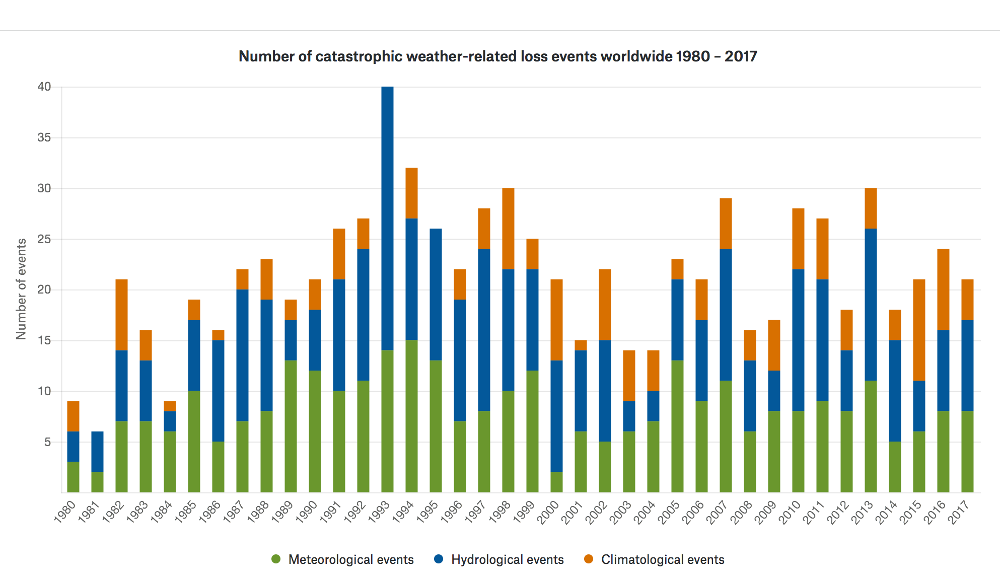 Number of catastrophic weather-related loss events worldwide 1980 – 2017
40
35
30
25
20
15
10
5
Number of events
1980 1981 1982 1983 1984 1985 1986 1987 1988 1989 1990 1991 1992 1993 1994 1995 1996 1997 1998 1999 2000 2001 2002 2003 2004 2005 2006 2007 2008 2009 2010 2011 2012 2013 2014 2015 2016 2017
Meteorological events Hydrological events Climatological events